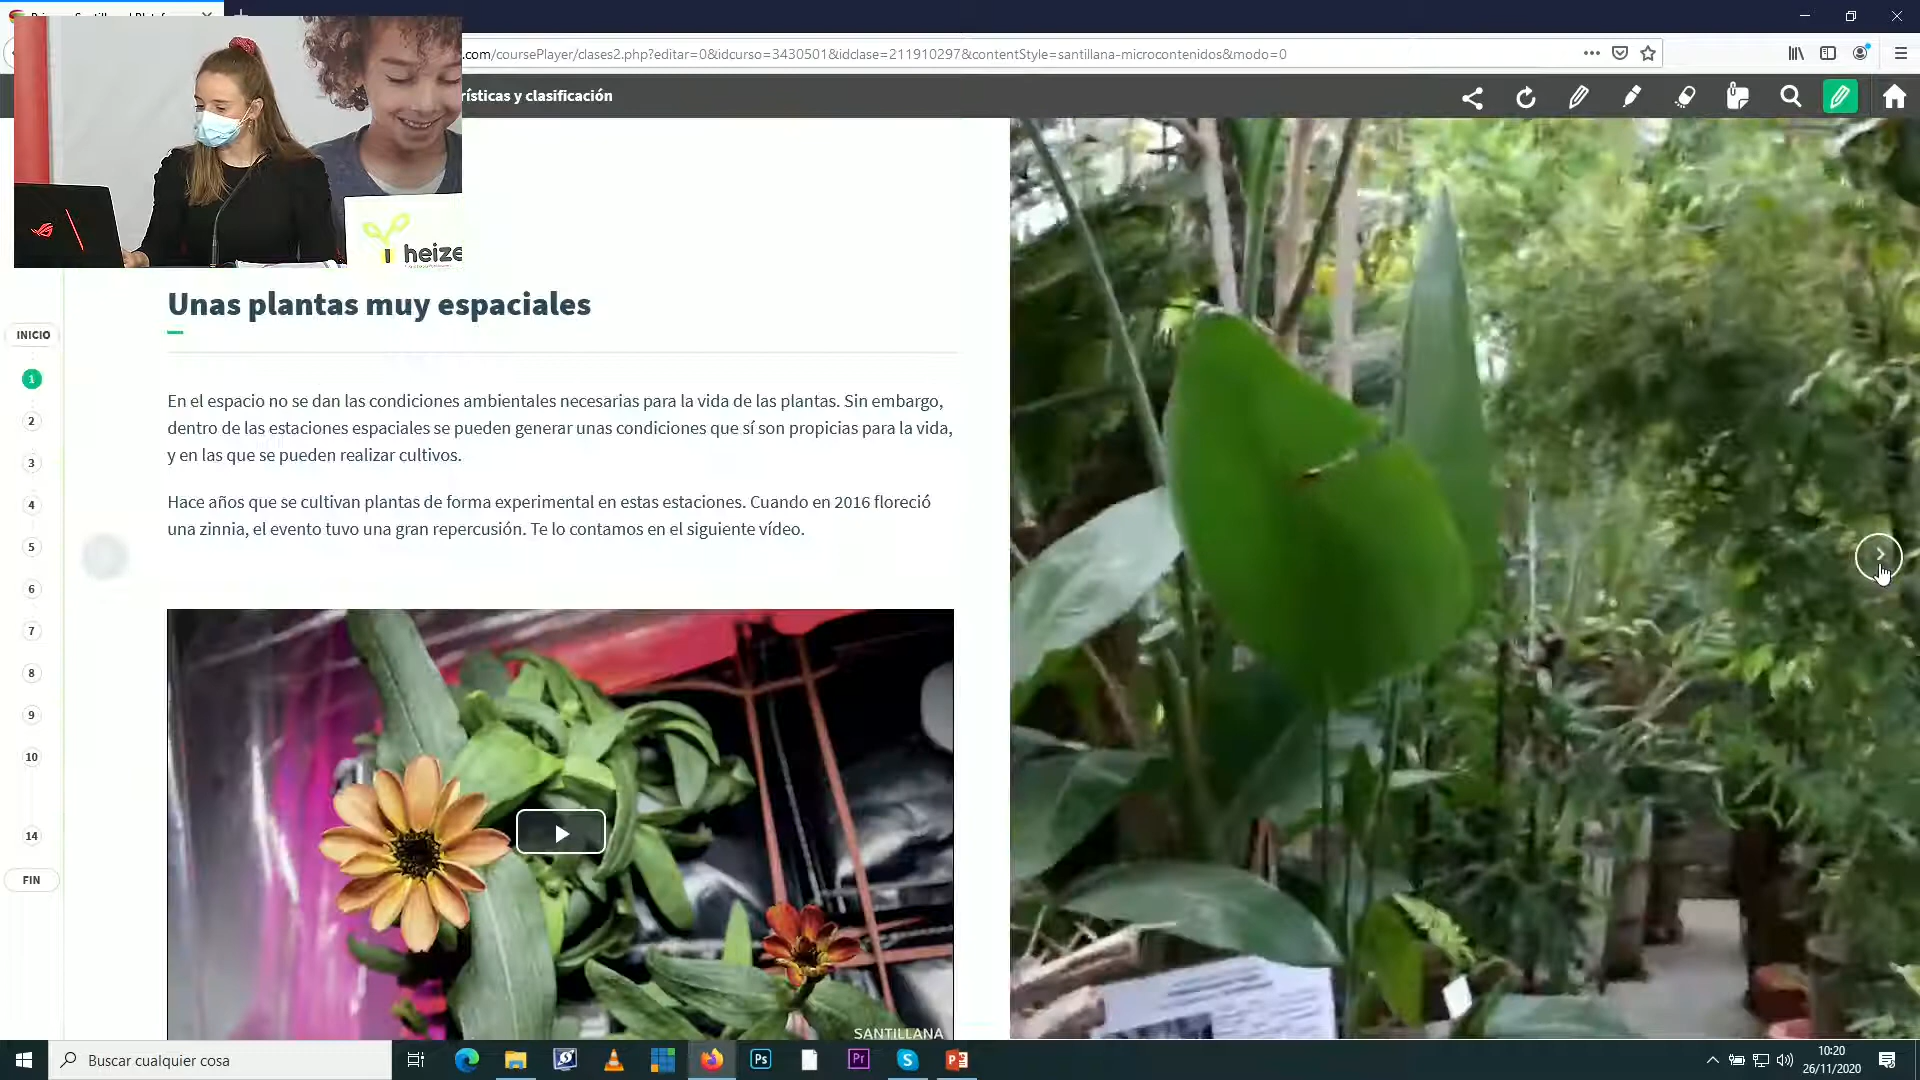 .com/coursePlayer/clases2.php?editar=0&idcurso=3430501&idclase=211910297&contentStyle=santillana-microcontenidos&modo=0
rísticas y clasificación
heize
Unas plantas muy espaciales
INICIO
1
2
3
4
5
6
7
8
9
10
14
FIN
En el espacio no se dan las condiciones ambientales necesarias para la vida de las plantas. Sin embargo,
dentro de las estaciones espaciales se pueden generar unas condiciones que sí son propicias para la vida,
y en las que se pueden realizar cultivos.
Hace años que se cultivan plantas de forma experimental en estas estaciones. Cuando en 2016 floreció
una zinnia, el evento tuvo una gran repercusión. Te lo contamos en el siguiente vídeo.
SANTILLANA
Buscar cualquier cosa
Ps
Pr
10:20
26/11/2020